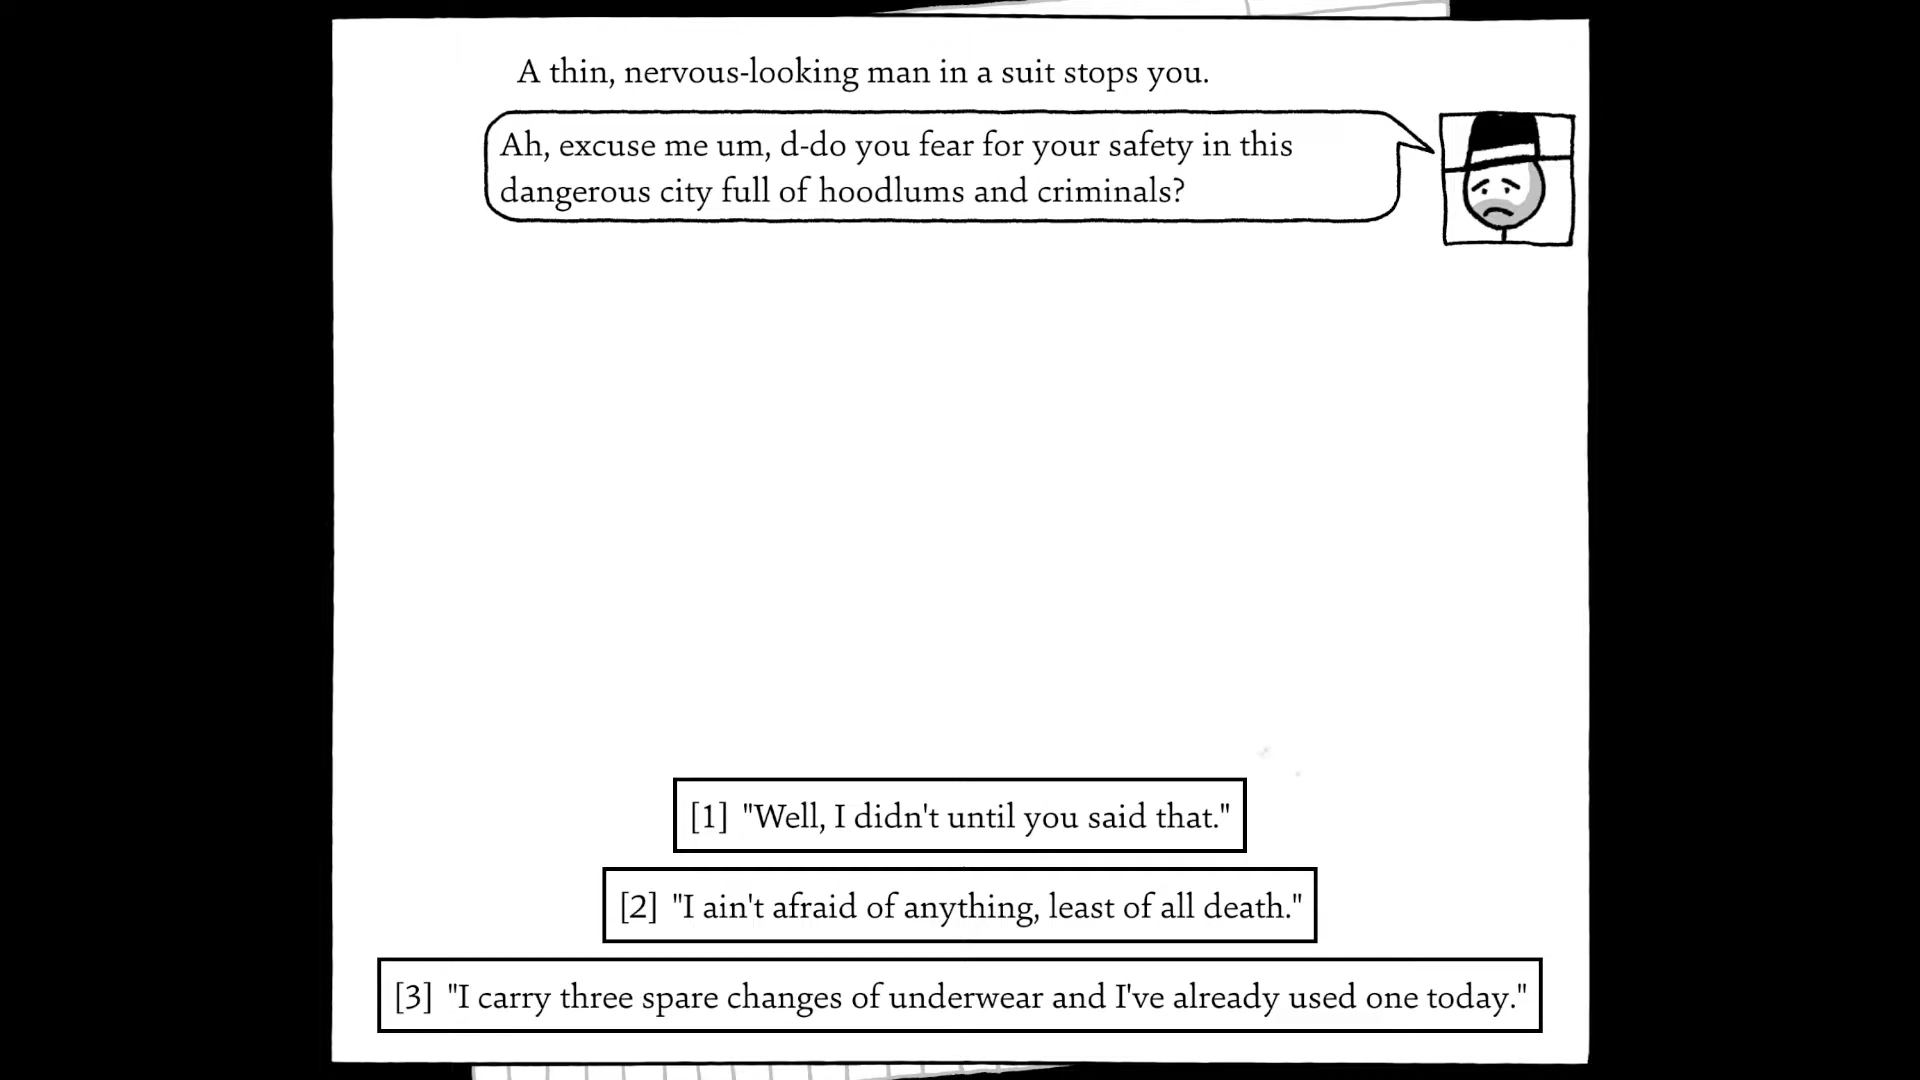 A thin, nervous-looking man in a suit stops you.
Ah, excuse me um, d-do you fear for your safety in this
dangerous city full of hoodlums and criminals?
[1] "Well, I didn't until you said that."
[2] "I ain't afraid of anything, least of all death."
[3] "I carry three spare changes of underwear and I've already used one today."